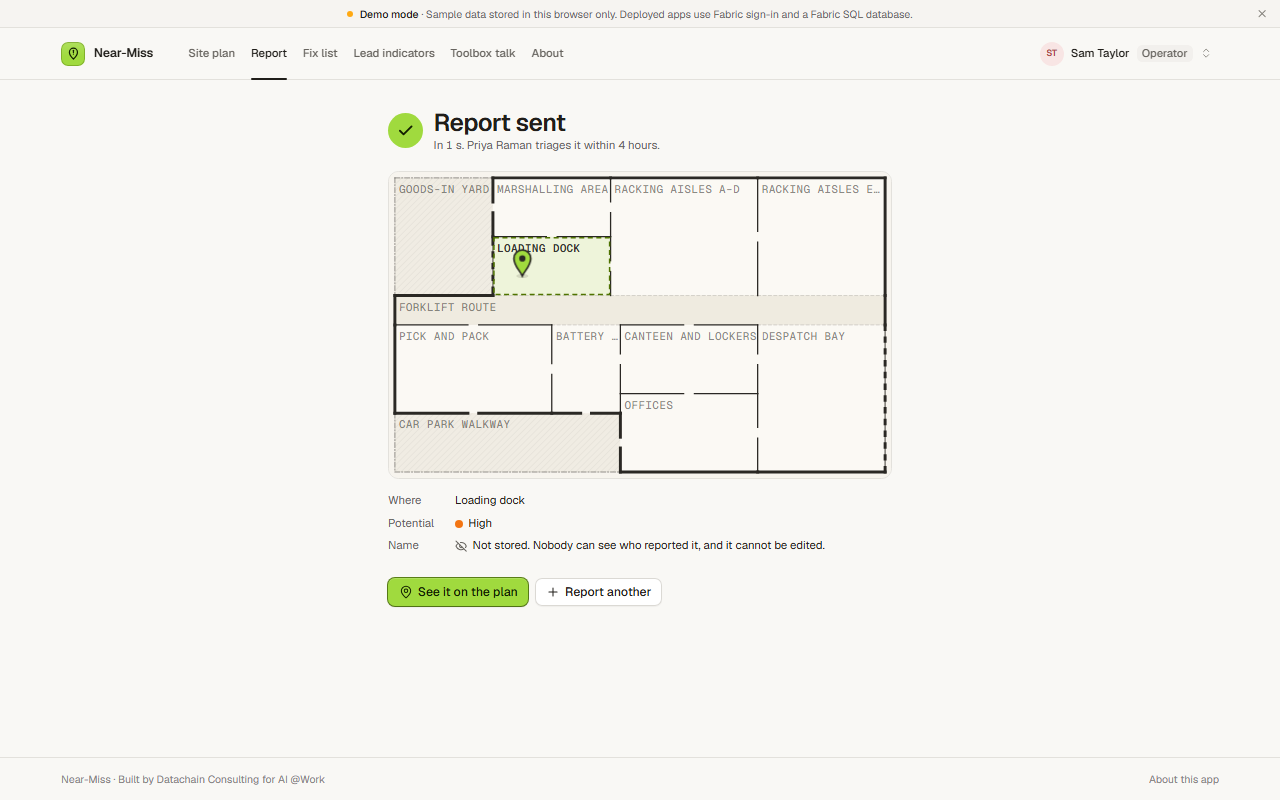 Demo mode · Sample data stored in this browser only. Deployed apps use Fabric sign-in and a Fabric SQL database.
Near-Miss
Site plan
Report
Fix list
Lead indicators
Toolbox talk
About
ST
Sam Taylor
Operator
Report sent
In 1 s. Priya Raman triages it within 4 hours.
GOODS-IN YARD
MARSHALLING AREA
RACKING AISLES A-D
RACKING AISLES E…
LOADING DOCK
FORKLIFT ROUTE
PICK AND PACK
BATTERY …
CANTEEN AND LOCKERS
DESPATCH BAY
OFFICES
CAR PARK WALKWAY
Where Loading dock
Potential High
Name Not stored. Nobody can see who reported it, and it cannot be edited.
See it on the plan
Report another
Near-Miss · Built by Datachain Consulting for AI @Work
About this app